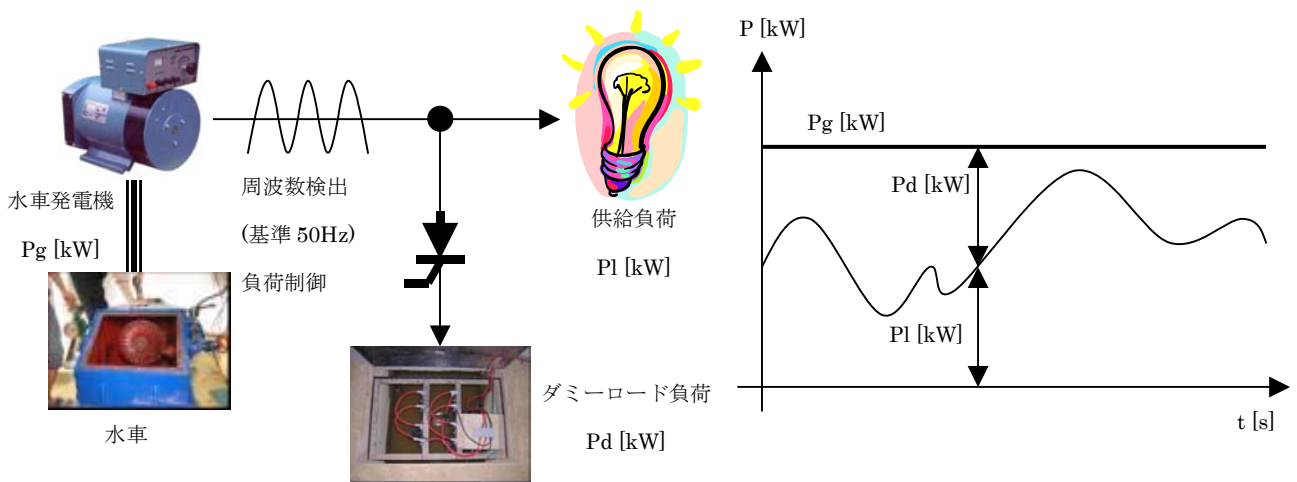 水車発電機
Pg [kW]
水車
周波数検出
(基準 50Hz)
負荷制御
供給負荷
Pl [kW]
ダミーロード負荷
Pd [kW]
P [kW]
Pg [kW]
Pd [kW]
Pl [kW]
t [s]